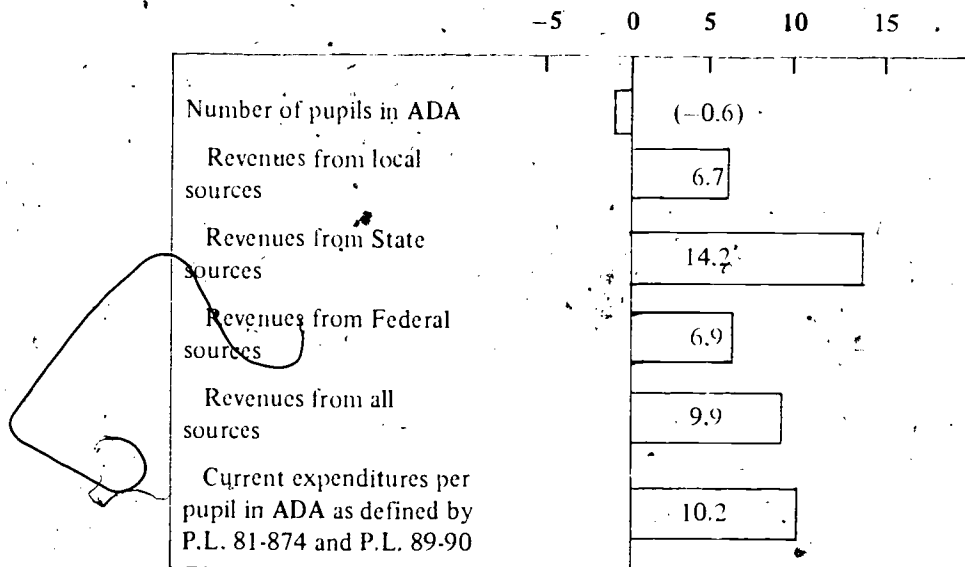 −5 0 5 10 15
Number of pupils in ADA (−0.6)
Revenues from local
sources 6.7
Revenues from State
sources 14.2
Revenues from Federal
sources 6.9
Revenues from all
sources 9.9
Current expenditures per
pupil in ADA as defined by 10.2
P.L. 81-874 and P.L. 89-90